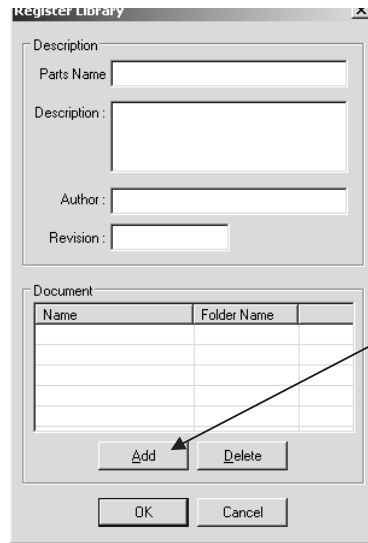 Register Library
Description
Parts Name
Description :
Author :
Revision :
Document
Name Folder Name
Add Delete
OK Cancel